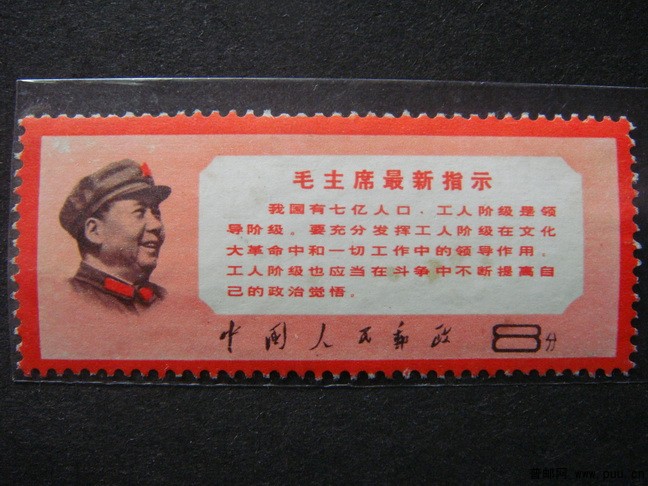 毛主席最新指示
我国有七亿人口，工人阶级是领
导阶级。要充分发挥工人阶级在文化
大革命中和一切工作中的领导作用。
工人阶级也应当在斗争中不断提高自
己的政治觉悟。
中国人民邮政 8分